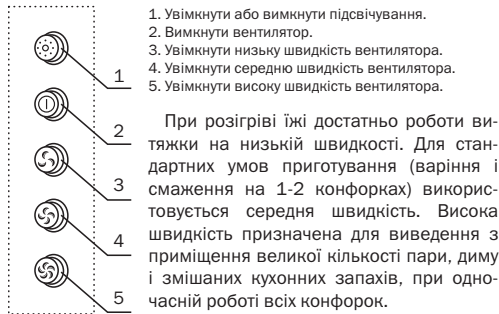 1. Увімкнути або вимкнути підсвічування.
2. Вимкнути вентилятор.
3. Увімкнути низьку швидкість вентилятора.
4. Увімкнути середню швидкість вентилятора.
5. Увімкнути високу швидкість вентилятора.
1
2
3
4
5
При розігріві їжі достатньо роботи ви-
тяжки на низькій швидкості. Для стан-
дартних умов приготування (варіння і
смаження на 1-2 конфорках) викорис-
товується середня швидкість. Висока
швидкість призначена для виведення з
приміщення великої кількості пари, диму
і змішаних кухонних запахів, при одно-
часній роботі всіх конфорок.